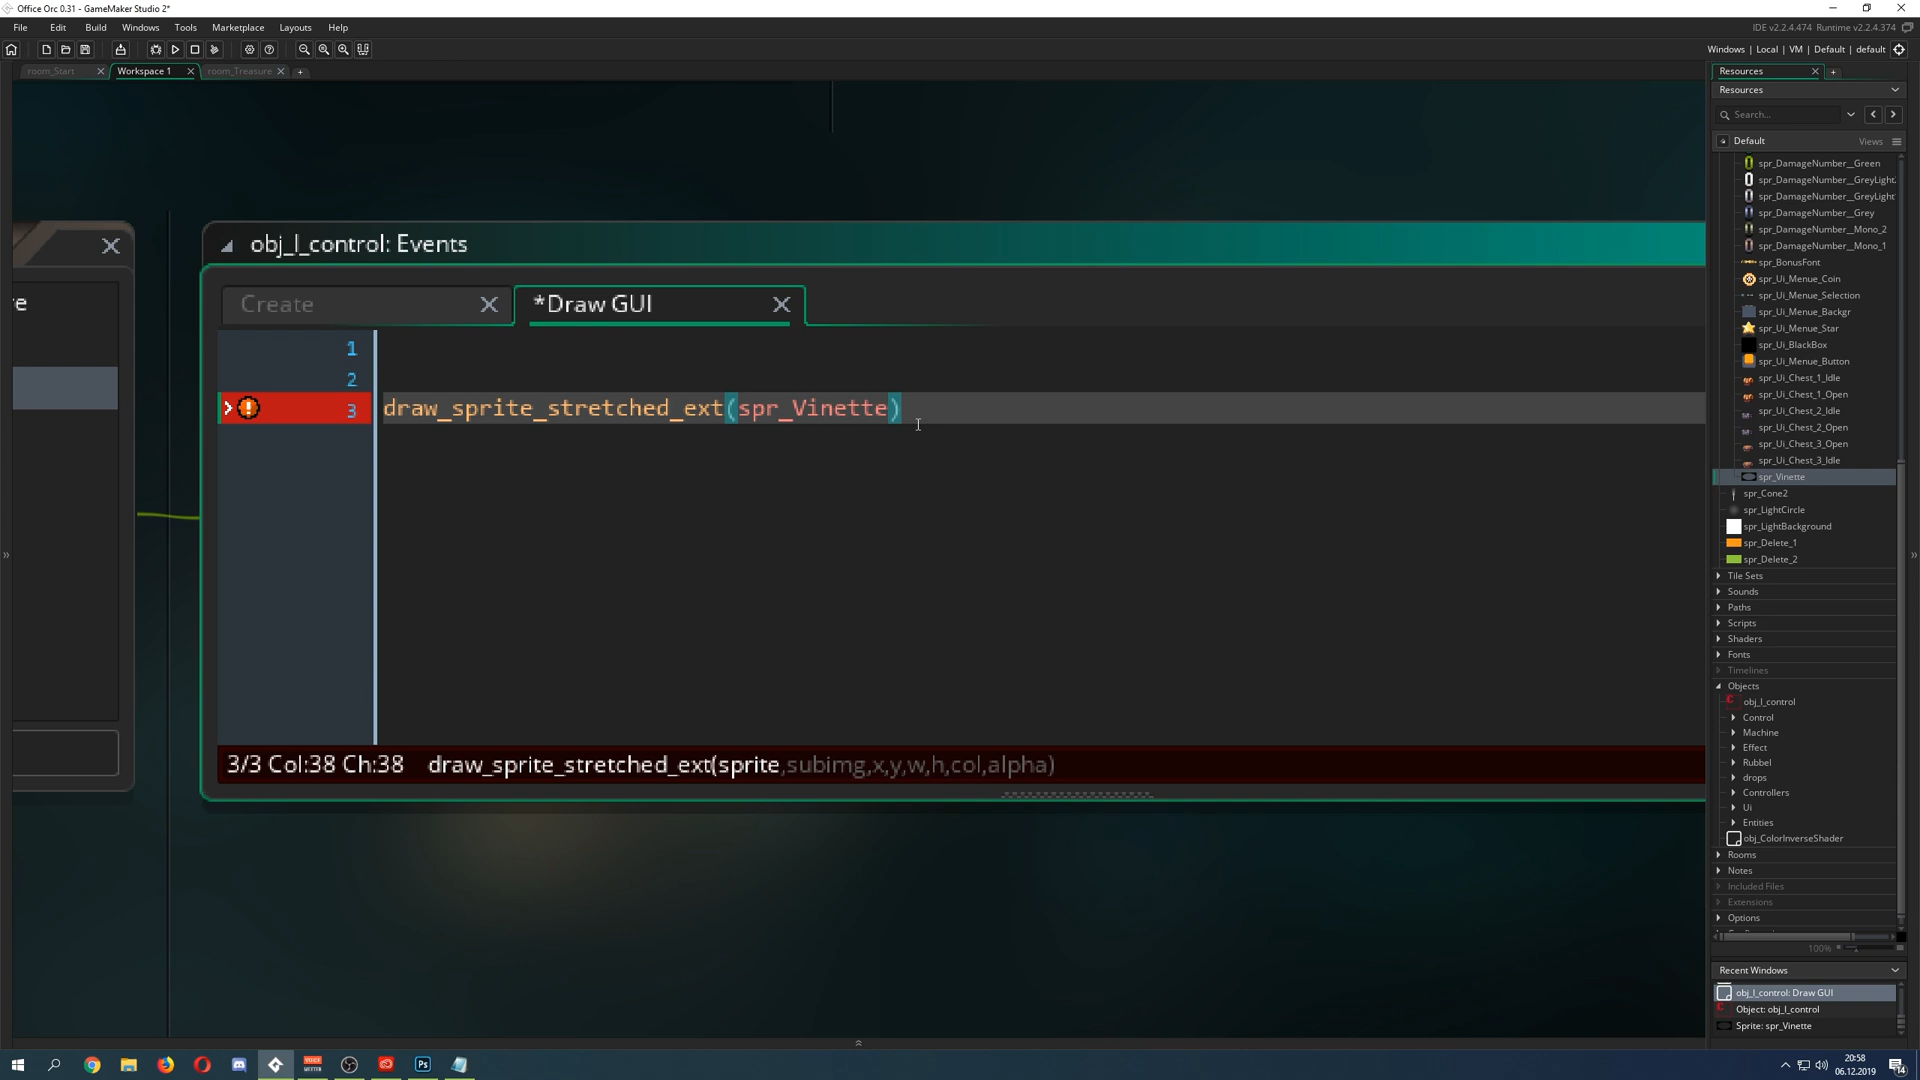 Office Orc 0.31 - GameMaker Studio 2*
File Edit Build Windows Tools Marketplace Layouts Help
IDE v2.2.4.474 Runtime v2.2.4.374
Windows | Local | VM | Default | default
room_Start Workspace 1 room_Treasure
Resources
Resources
Search...
Default Views
spr_DamageNumber__Green
spr_DamageNumber__GreyLight
spr_DamageNumber__GreyLight
spr_DamageNumber__Grey
spr_DamageNumber__Mono_2
spr_DamageNumber__Mono_1
spr_BonusFont
spr_Ui_Menue_Coin
spr_Ui_Menue_Selection
spr_Ui_Menue_Backgr
spr_Ui_Menue_Star
spr_Ui_BlackBox
spr_Ui_Menue_Button
spr_Ui_Chest_1_Idle
spr_Ui_Chest_1_Open
spr_Ui_Chest_2_Idle
spr_Ui_Chest_2_Open
spr_Ui_Chest_3_Open
spr_Ui_Chest_3_Idle
spr_Vinette
spr_Cone2
spr_LightCircle
spr_LightBackground
spr_Delete_1
spr_Delete_2
Tile Sets
Sounds
Paths
Scripts
Shaders
Fonts
Timelines
Objects
obj_l_control
Control
Machine
Effect
Rubbel
drops
Controllers
Ui
Entities
obj_ColorInverseShader
Rooms
Notes
Included Files
Extensions
Options
100%
Recent Windows
obj_l_control: Draw GUI
Object: obj_l_control
Sprite: spr_Vinette
re
obj_l_control: Events
Create *Draw GUI
1
2
3 draw_sprite_stretched_ext(spr_Vinette)
3/3 Col:38 Ch:38 draw_sprite_stretched_ext(sprite,subimg,x,y,w,h,col,alpha)
Ps
20:58
06.12.2019
14